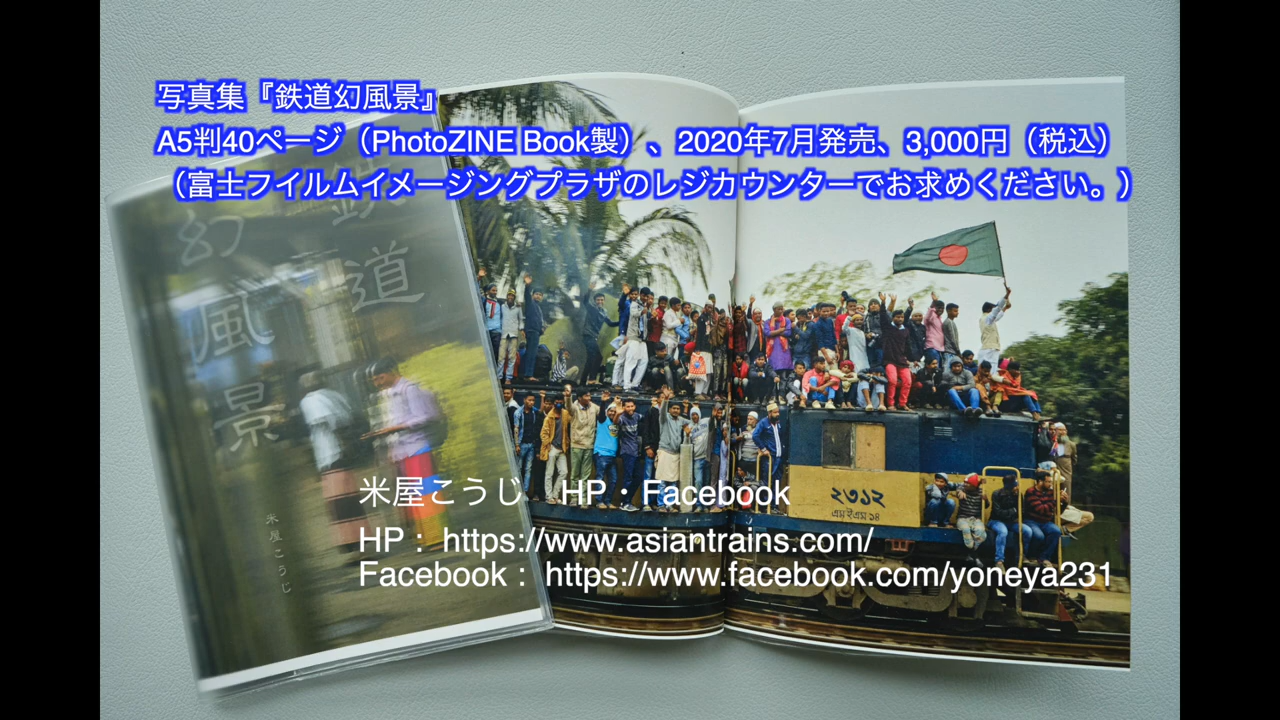 写真集『鉄道幻風景』
A5判40ページ（PhotoZINE Book製）、2020年7月発売、3,000円（税込）
（富士フイルムイメージングプラザのレジカウンターでお求めください。）
鉄道
幻風景
米屋こうじ
২৩১২
এম ই এম ১৪
米屋こうじ　HP・Facebook
HP： https://www.asiantrains.com/
Facebook： https://www.facebook.com/yoneya231